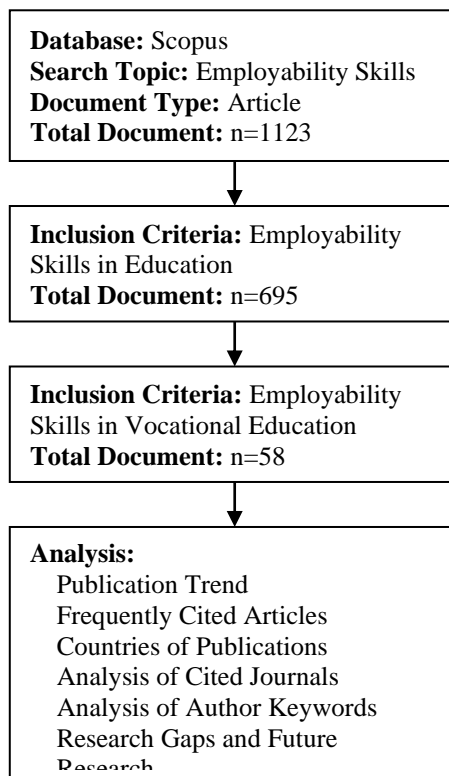 Database: Scopus
Search Topic: Employability Skills
Document Type: Article
Total Document: n=1123
Inclusion Criteria: Employability
Skills in Education
Total Document: n=695
Inclusion Criteria: Employability
Skills in Vocational Education
Total Document: n=58
Analysis:
Publication Trend
Frequently Cited Articles
Countries of Publications
Analysis of Cited Journals
Analysis of Author Keywords
Research Gaps and Future
Research